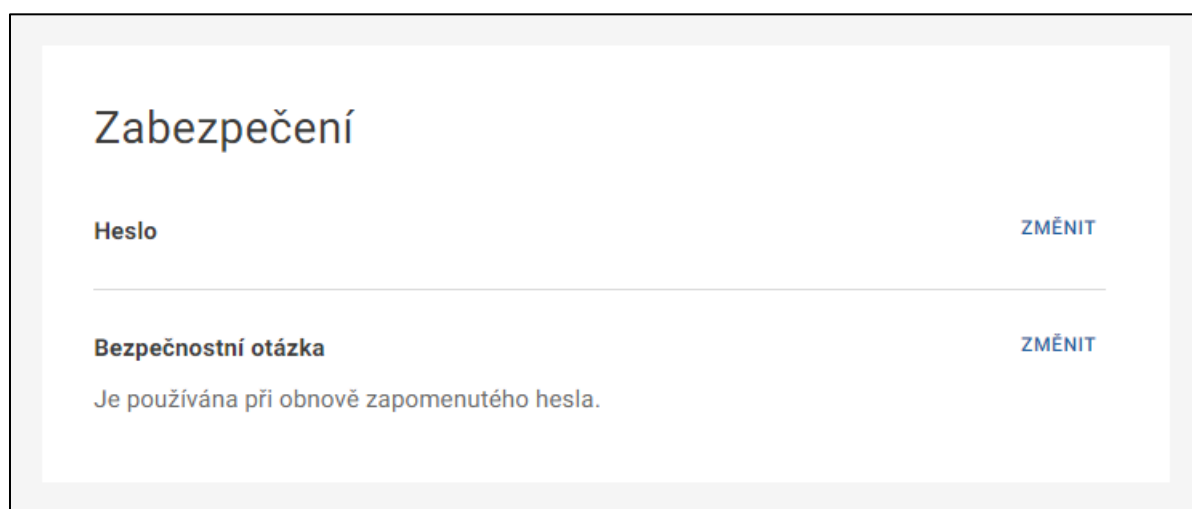 Zabezpečení
Heslo
ZMĚNIT
Bezpečnostní otázka
ZMĚNIT
Je používána při obnově zapomenutého hesla.